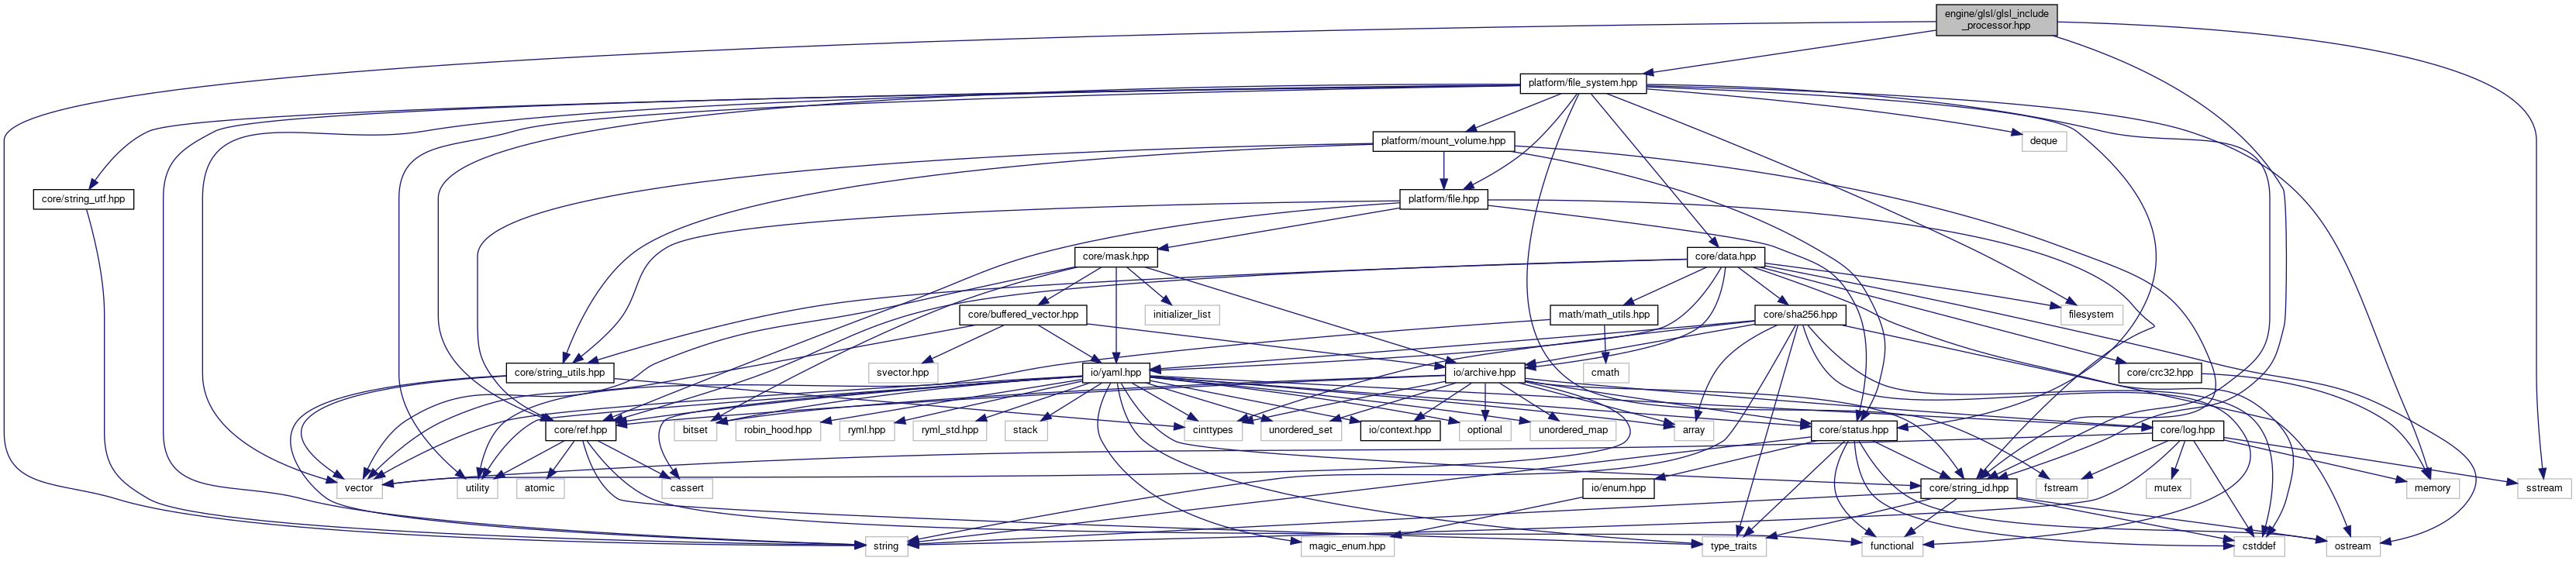 engine/glsl/glsl_include
_processor.hpp
platform/file_system.hpp
platform/mount_volume.hpp
deque
core/string_utf.hpp
platform/file.hpp
core/mask.hpp
core/data.hpp
core/buffered_vector.hpp
initializer_list
math/math_utils.hpp
core/sha256.hpp
filesystem
core/string_utils.hpp
svector.hpp
io/yaml.hpp
io/archive.hpp
cmath
core/crc32.hpp
core/ref.hpp
bitset
robin_hood.hpp
ryml.hpp
ryml_std.hpp
stack
cinttypes
unordered_set
io/context.hpp
optional
unordered_map
array
core/status.hpp
core/log.hpp
vector
utility
atomic
cassert
io/enum.hpp
core/string_id.hpp
fstream
mutex
memory
sstream
string
magic_enum.hpp
type_traits
functional
cstddef
ostream